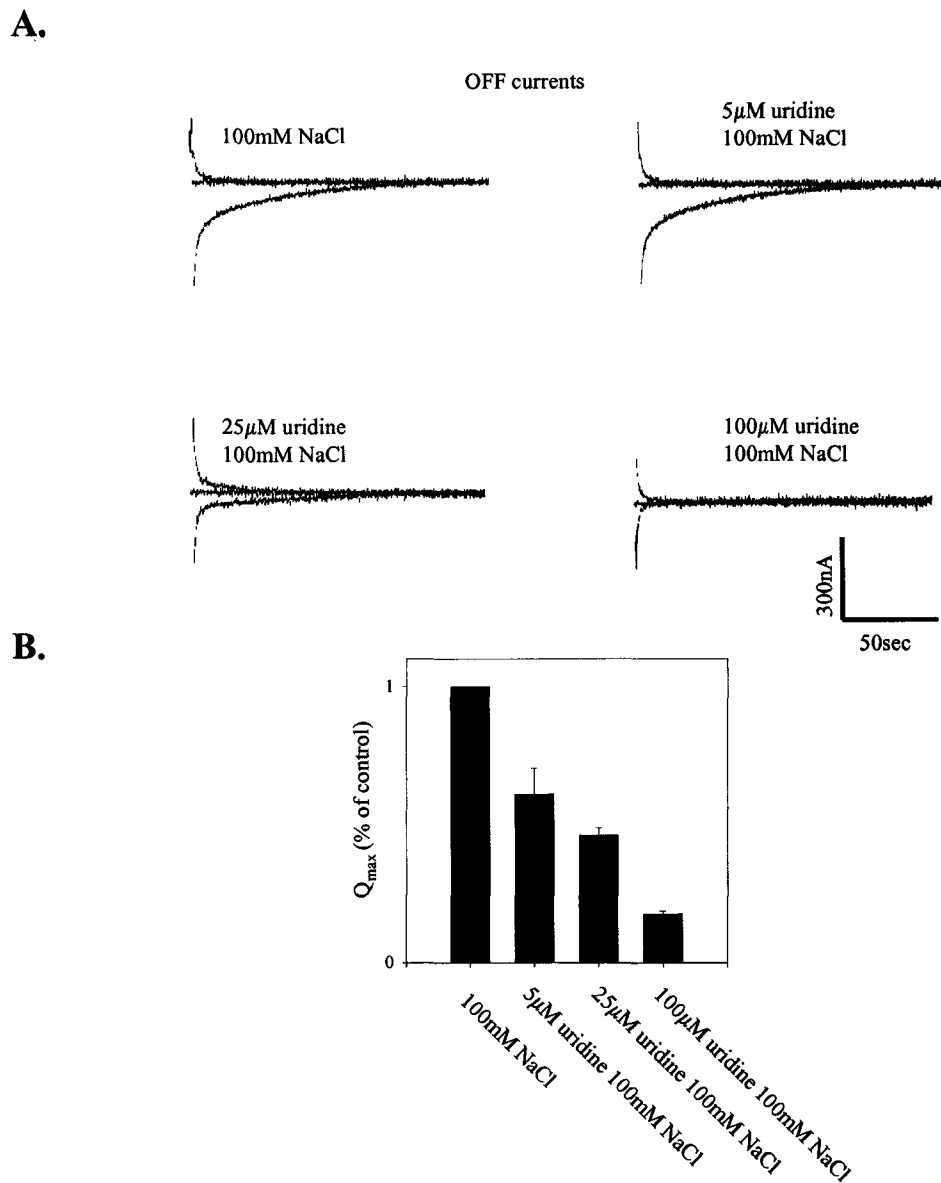 A.
OFF currents
100mM NaCl
5μM uridine
100mM NaCl
25μM uridine
100mM NaCl
100μM uridine
100mM NaCl
300nA
50sec
B.
Qmax (% of control)
1
0
100mM NaCl
5μM uridine 100mM NaCl
25μM uridine 100mM NaCl
100μM uridine 100mM NaCl